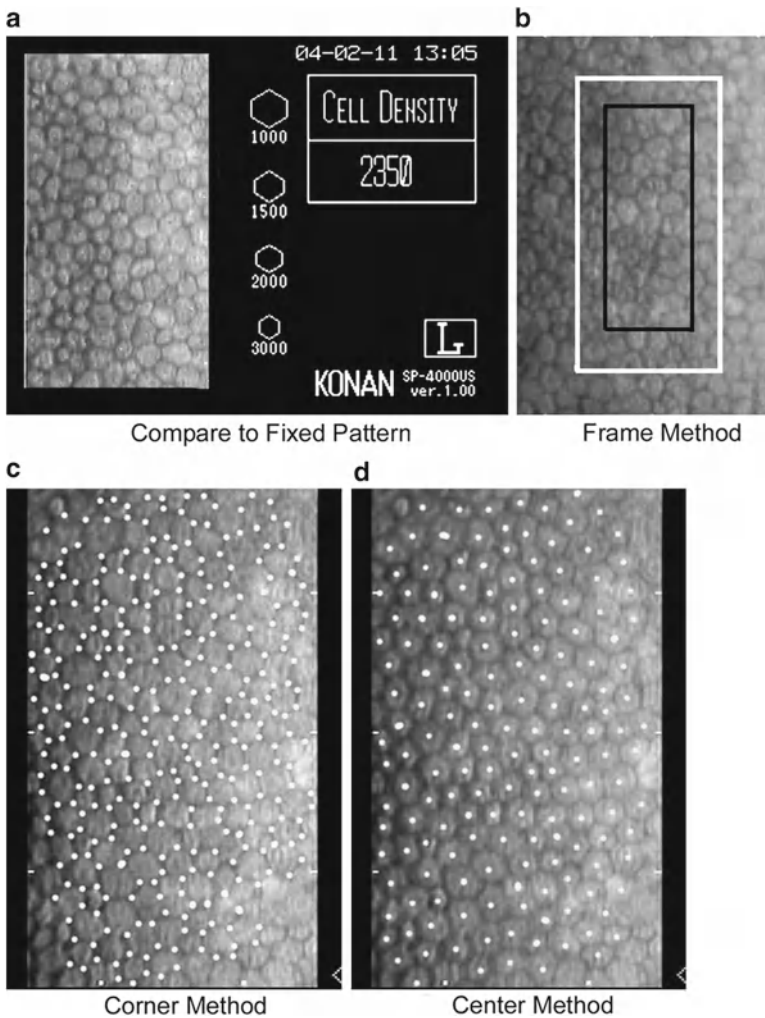 a
04-02-11 13:05
CELL DENSITY
2350
1000
1500
2000
3000
L
KONAN SP-4000US
ver.1.00
Compare to Fixed Pattern
b
Frame Method
c
Corner Method
d
Center Method